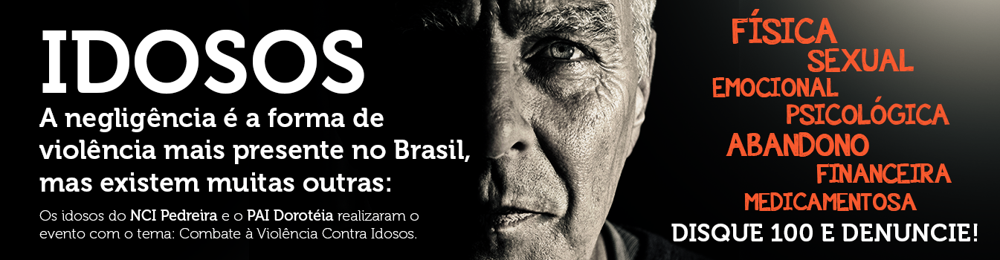 IDOSOS
A negligência é a forma de
violência mais presente no Brasil,
mas existem muitas outras:
Os idosos do NCI Pedreira e o PAI Dorotéia realizaram o
evento com o tema: Combate à Violência Contra Idosos.
FÍSICA
SEXUAL
EMOCIONAL
PSICOLÓGICA
ABANDONO
FINANCEIRA
MEDICAMENTOSA
DISQUE 100 E DENUNCIE!